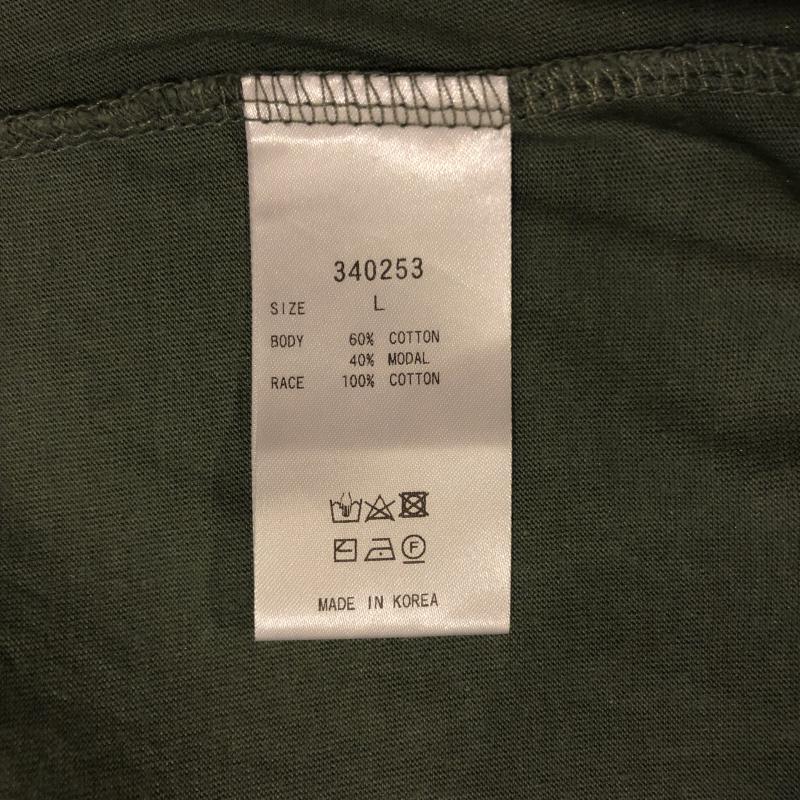 340253
SIZE L
BODY 60% COTTON
40% MODAL
RACE 100% COTTON
F
MADE IN KOREA